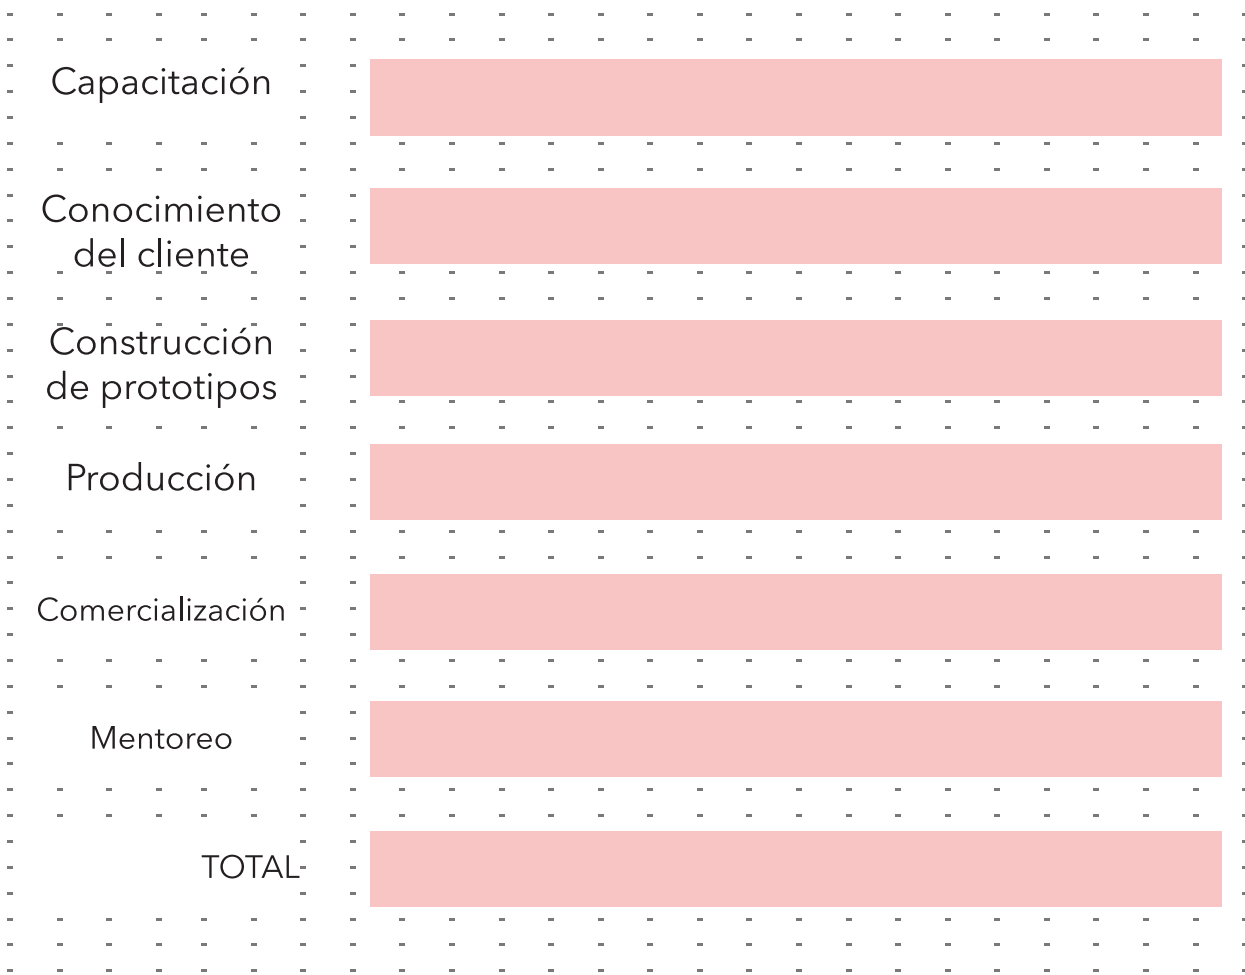 Capacitación
Conocimiento
del cliente
Construcción
de prototipos
Producción
Comercialización
Mentoreo
TOTAL